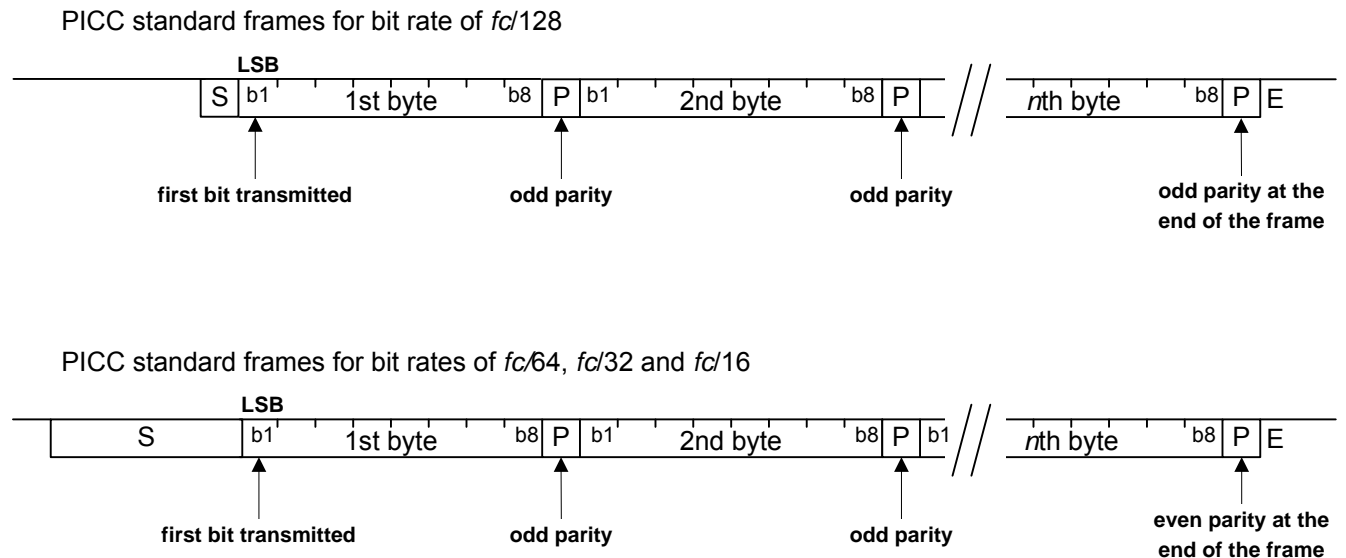 PICC standard frames for bit rate of fc/128
LSB
S b1 1st byte b8 P b1 2nd byte b8 P nth byte b8 P E
first bit transmitted odd parity odd parity odd parity at the
end of the frame
PICC standard frames for bit rates of fc/64, fc/32 and fc/16
LSB
S b1 1st byte b8 P b1 2nd byte b8 P b1 nth byte b8 P E
first bit transmitted odd parity odd parity even parity at the
end of the frame